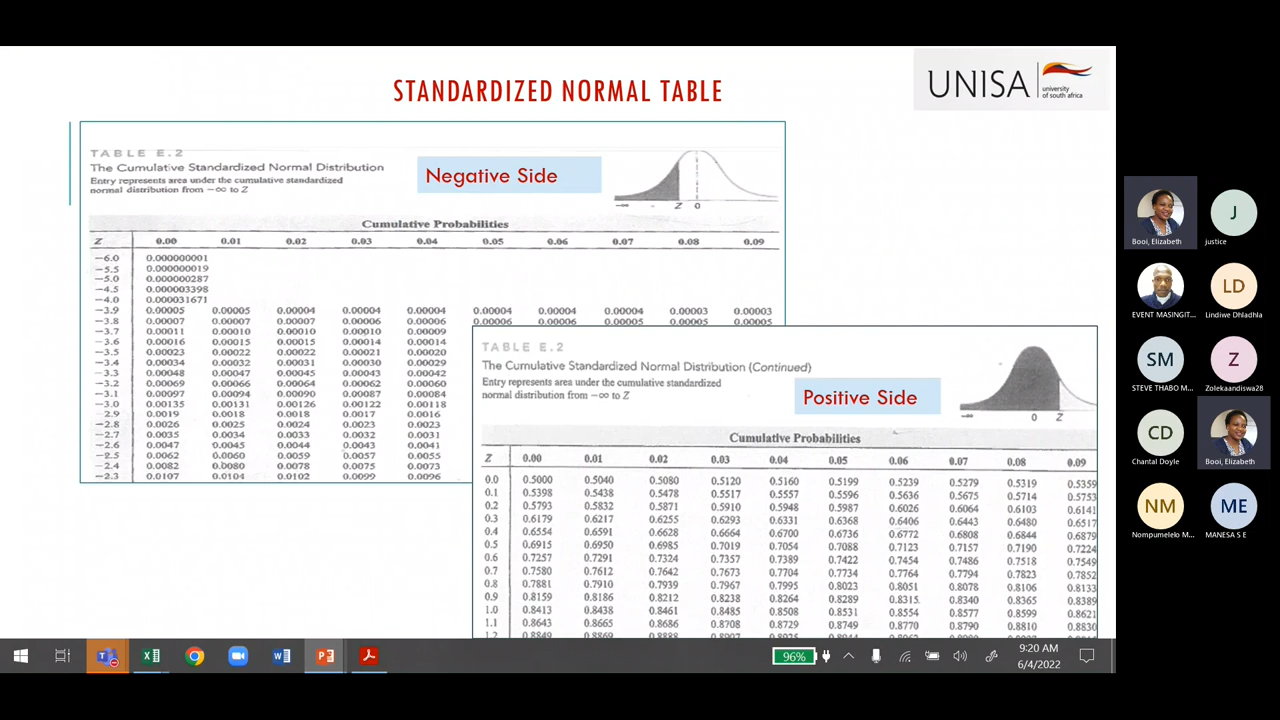 STANDARDIZED NORMAL TABLE
UNISA
university
of south africa
TABLE E.2
The Cumulative Standardized Normal Distribution
Entry represents area under the cumulative standardized
normal distribution from −∞ to Z
Negative Side
−∞ Z 0
Cumulative Probabilities
Z 0.00 0.01 0.02 0.03 0.04 0.05 0.06 0.07 0.08 0.09
−6.0 0.000000001
−5.5 0.000000019
−5.0 0.000000287
−4.5 0.000003398
−4.0 0.000031671
−3.9 0.00005 0.00005 0.00004 0.00004 0.00004 0.00004 0.00004 0.00004 0.00003 0.00003
−3.8 0.00007 0.00007 0.00007 0.00006 0.00006 0.00006 0.00006 0.00005 0.00005 0.00005
−3.7 0.00011 0.00010 0.00010 0.00010 0.00009
−3.6 0.00016 0.00015 0.00015 0.00014 0.00014
−3.5 0.00023 0.00022 0.00022 0.00021 0.00020
−3.4 0.00034 0.00032 0.00031 0.00030 0.00029
−3.3 0.00048 0.00047 0.00045 0.00043 0.00042
−3.2 0.00069 0.00066 0.00064 0.00062 0.00060
−3.1 0.00097 0.00094 0.00090 0.00087 0.00084
−3.0 0.00135 0.00131 0.00126 0.00122 0.00118
−2.9 0.0019 0.0018 0.0018 0.0017 0.0016
−2.8 0.0026 0.0025 0.0024 0.0023 0.0023
−2.7 0.0035 0.0034 0.0033 0.0032 0.0031
−2.6 0.0047 0.0045 0.0044 0.0043 0.0041
−2.5 0.0062 0.0060 0.0059 0.0057 0.0055
−2.4 0.0082 0.0080 0.0078 0.0075 0.0073
−2.3 0.0107 0.0104 0.0102 0.0099 0.0096
TABLE E.2
The Cumulative Standardized Normal Distribution (Continued)
Entry represents area under the cumulative standardized
normal distribution from −∞ to Z
Positive Side
−∞ 0 Z
Cumulative Probabilities
Z 0.00 0.01 0.02 0.03 0.04 0.05 0.06 0.07 0.08 0.09
0.0 0.5000 0.5040 0.5080 0.5120 0.5160 0.5199 0.5239 0.5279 0.5319 0.5359
0.1 0.5398 0.5438 0.5478 0.5517 0.5557 0.5596 0.5636 0.5675 0.5714 0.5753
0.2 0.5793 0.5832 0.5871 0.5910 0.5948 0.5987 0.6026 0.6064 0.6103 0.6141
0.3 0.6179 0.6217 0.6255 0.6293 0.6331 0.6368 0.6406 0.6443 0.6480 0.6517
0.4 0.6554 0.6591 0.6628 0.6664 0.6700 0.6736 0.6772 0.6808 0.6844 0.6879
0.5 0.6915 0.6950 0.6985 0.7019 0.7054 0.7088 0.7123 0.7157 0.7190 0.7224
0.6 0.7257 0.7291 0.7324 0.7357 0.7389 0.7422 0.7454 0.7486 0.7518 0.7549
0.7 0.7580 0.7612 0.7642 0.7673 0.7704 0.7734 0.7764 0.7794 0.7823 0.7852
0.8 0.7881 0.7910 0.7939 0.7967 0.7995 0.8023 0.8051 0.8078 0.8106 0.8133
0.9 0.8159 0.8186 0.8212 0.8238 0.8264 0.8289 0.8315 0.8340 0.8365 0.8389
1.0 0.8413 0.8438 0.8461 0.8485 0.8508 0.8531 0.8554 0.8577 0.8599 0.8621
1.1 0.8643 0.8665 0.8686 0.8708 0.8729 0.8749 0.8770 0.8790 0.8810 0.8830
1.2 0.8849 0.8869 0.8888
Booi, Elizabeth
J
justice
EVENT MASINGIT...
LD
Lindiwe Dhladhla
SM
STEVE THABO M...
Z
Zolekaandiswa28
CD
Chantal Doyle
Booi, Elizabeth
NM
Nompumelelo M...
ME
MANESA S E
96%
9:20 AM
6/4/2022